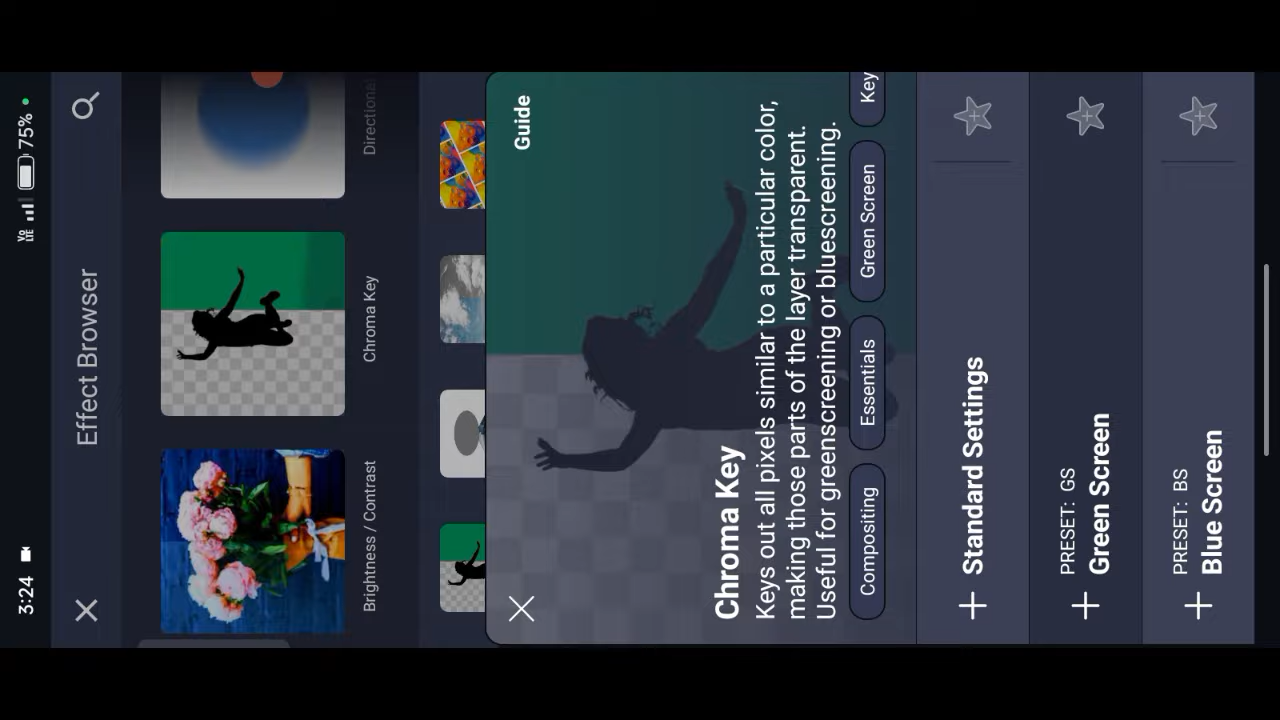 3:24
Vo
LTE
75%
Effect Browser
Brightness / Contrast
Chroma Key
Directional
Guide
Chroma Key
Keys out all pixels similar to a particular color,
making those parts of the layer transparent.
Useful for greenscreening or bluescreening.
Compositing
Essentials
Green Screen
Key
Standard Settings
PRESET: GS
Green Screen
PRESET: BS
Blue Screen